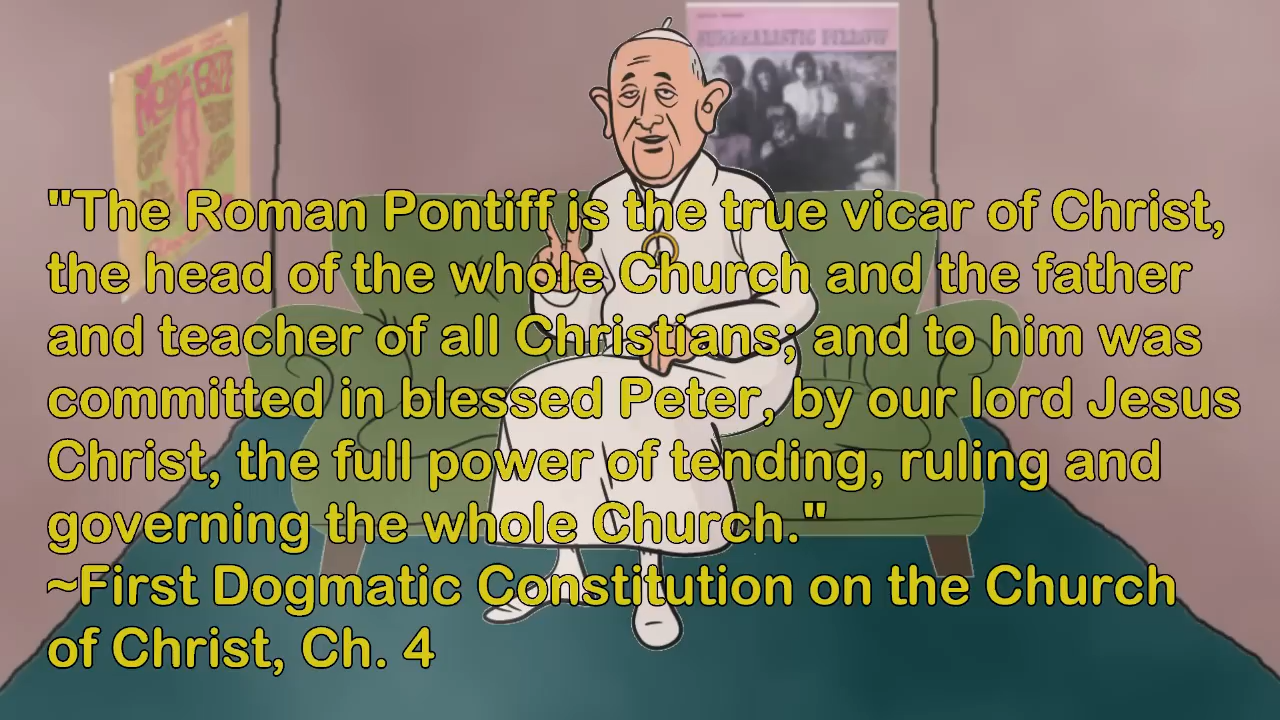 SURREALISTIC PILLOW
MOBY
"The Roman Pontiff is the true vicar of Christ,
the head of the whole Church and the father
and teacher of all Christians; and to him was
committed in blessed Peter, by our lord Jesus
Christ, the full power of tending, ruling and
governing the whole Church."
~First Dogmatic Constitution on the Church
of Christ, Ch. 4